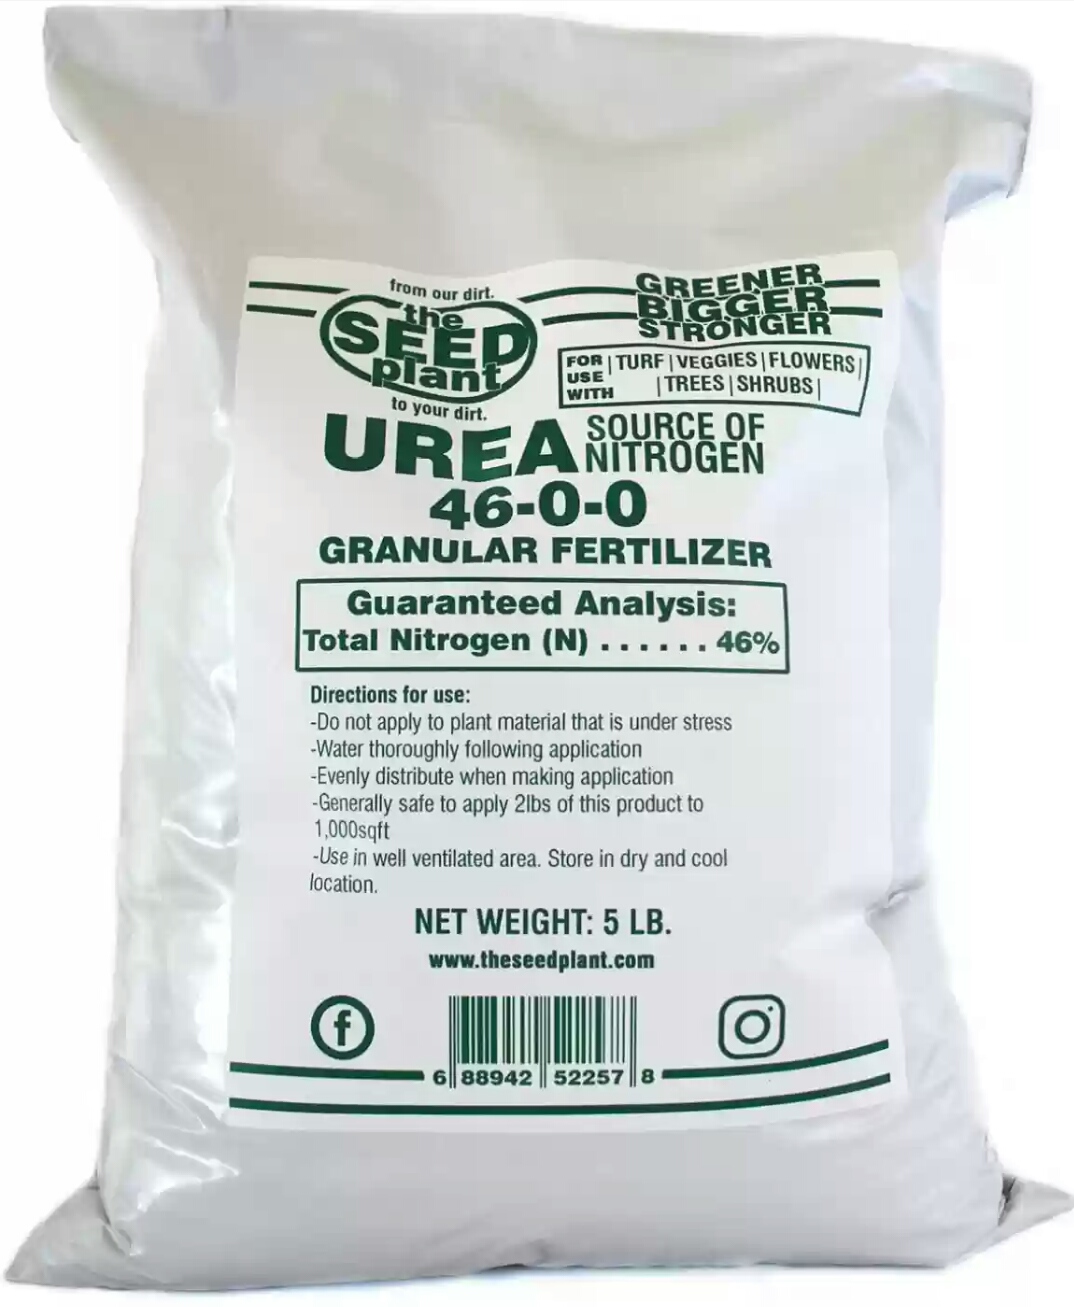 from our dirt.
the
SEED
plant
to your dirt.
GREENER
BIGGER
STRONGER
FOR USE WITH | TURF | VEGGIES | FLOWERS |
| TREES | SHRUBS |
UREA SOURCE OF NITROGEN
46-0-0
GRANULAR FERTILIZER
Guaranteed Analysis:
Total Nitrogen (N) . . . . . . 46%
Directions for use:
-Do not apply to plant material that is under stress
-Water thoroughly following application
-Evenly distribute when making application
-Generally safe to apply 2lbs of this product to
1,000sqft
-Use in well ventilated area. Store in dry and cool
location.
NET WEIGHT: 5 LB.
www.theseedplant.com
f
6 88942 52257 8